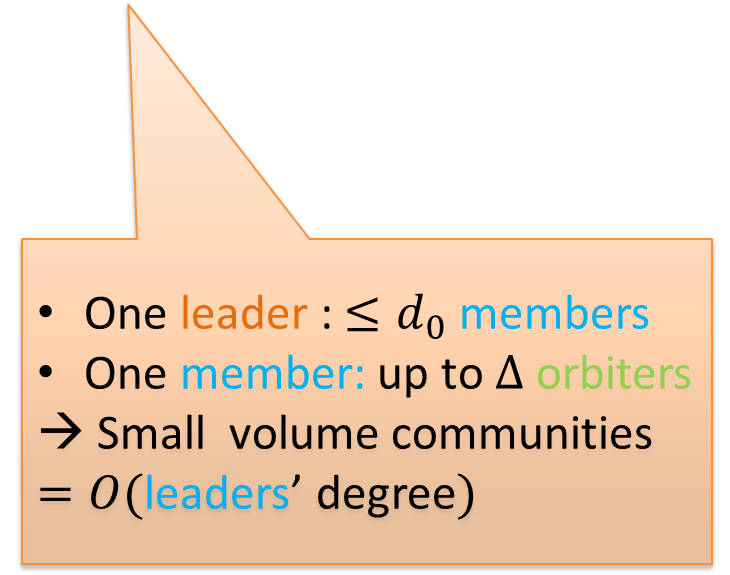 • One leader : ≤ d₀ members
• One member: up to Δ orbiters
→ Small volume communities
= O(leaders’ degree)